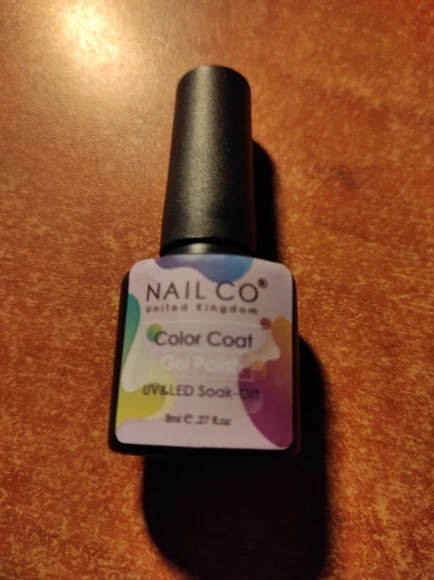 NAIL CO®
United Kingdom
Color Coat
Gel Polish
UV&LED Soak-Off
8ml ℮ .27 fl.oz